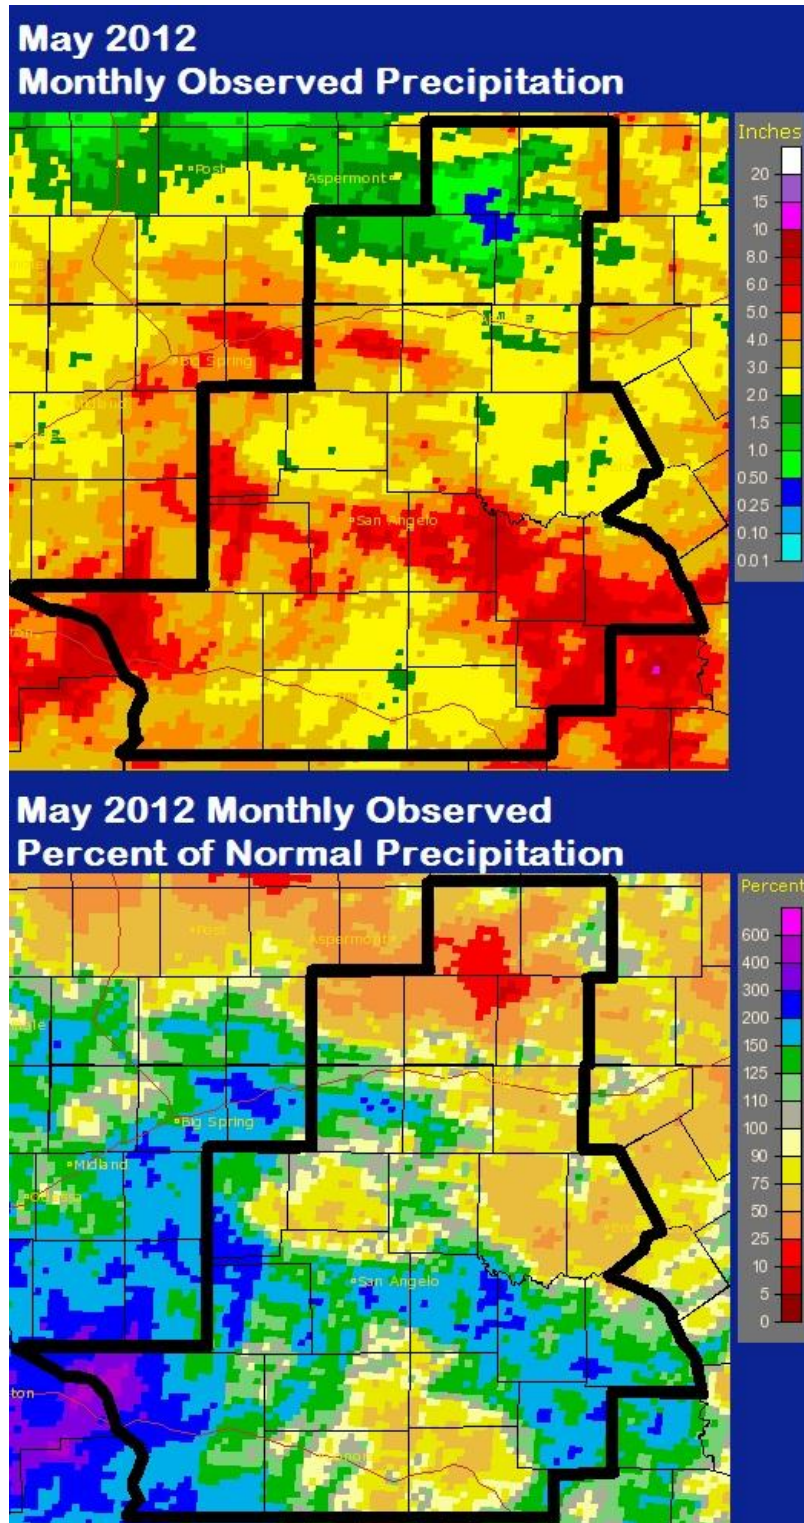 May 2012
Monthly Observed Precipitation
Inches
20
15
10
8.0
6.0
5.0
4.0
3.0
2.0
1.5
1.0
0.50
0.25
0.10
0.01
Post
Aspermont
Big Spring
San Angelo
May 2012 Monthly Observed
Percent of Normal Precipitation
Percent
600
400
300
200
150
125
110
100
90
75
50
25
10
5
0
Post
Aspermont
Big Spring
Midland
San Angelo
ton